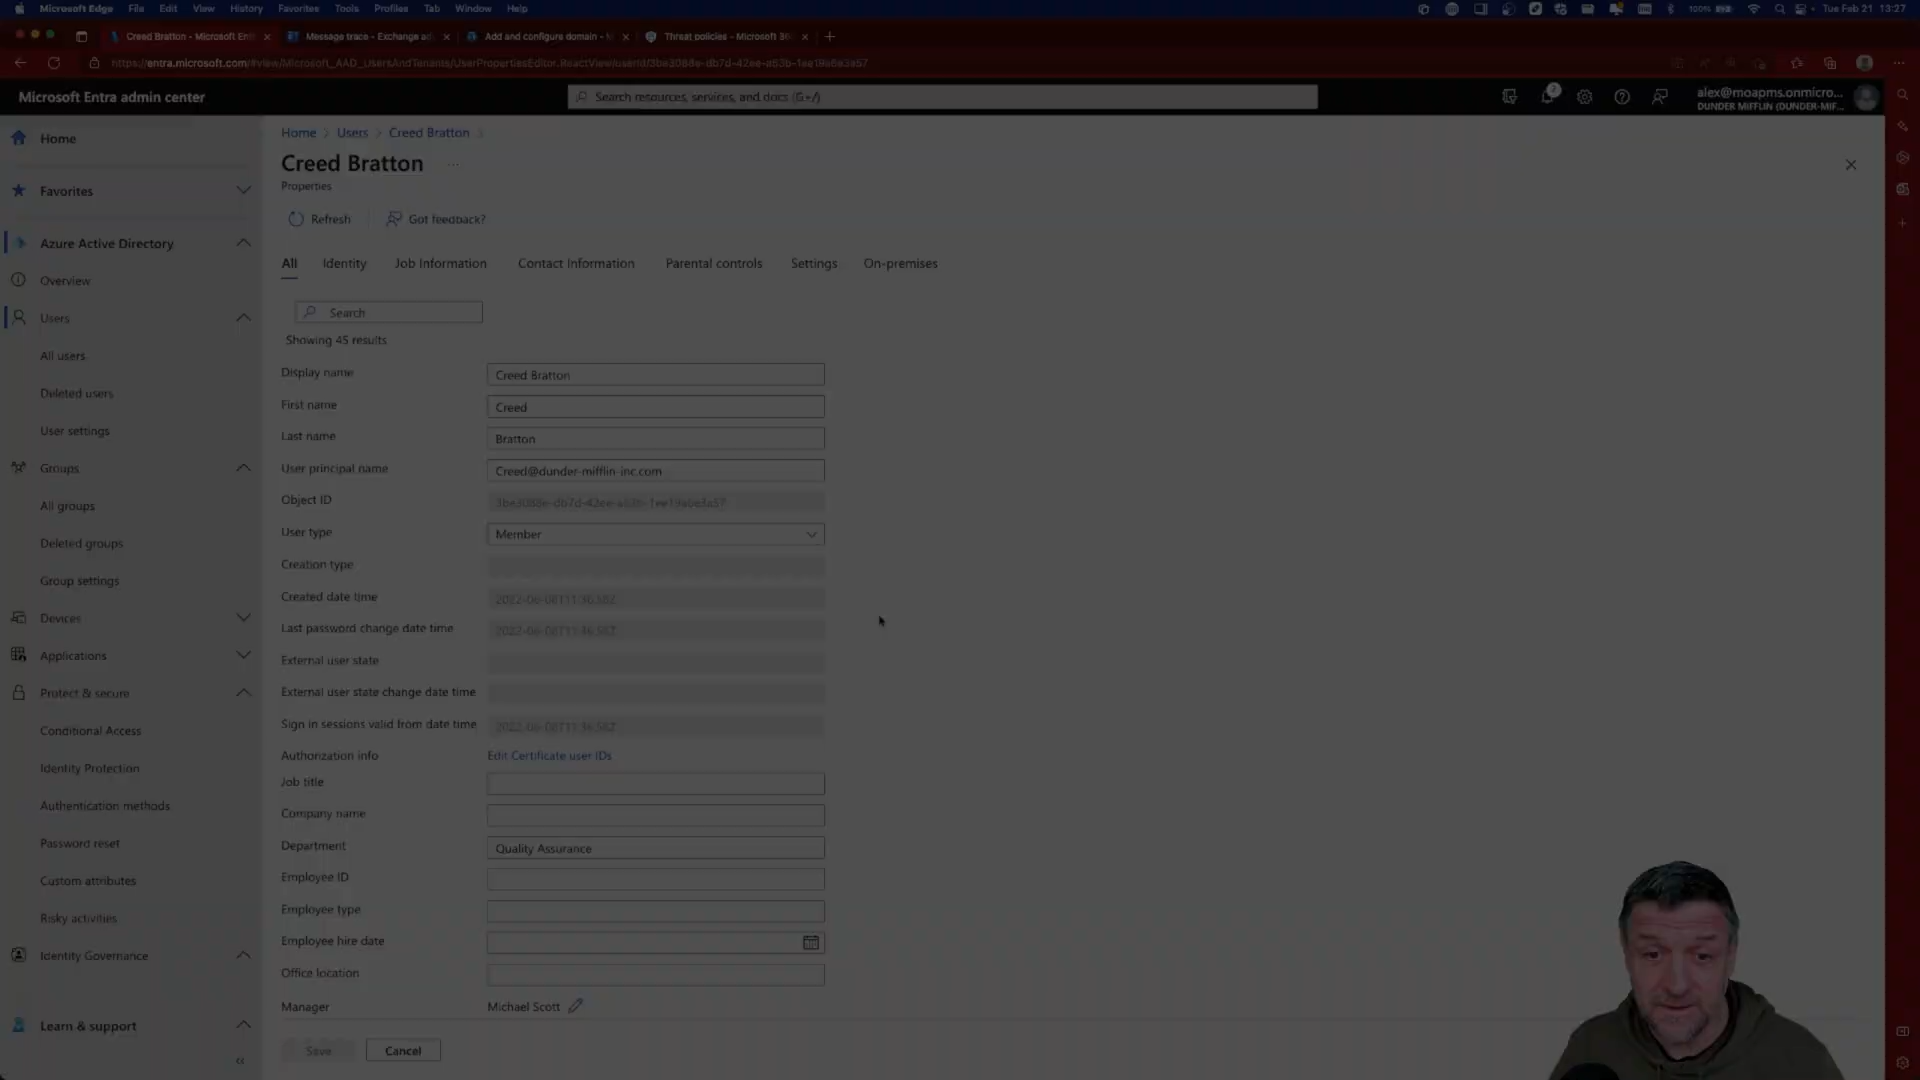 Microsoft Edge File Edit View History Favorites Tools Profiles Tab Window Help 100% Tue Feb 21 13:27
Creed Bratton - Microsoft Ent Message trace - Exchange ad Add and configure domain - Threat policies - Microsoft 36
Microsoft Entra admin center
Search resources, services, and docs (G+/)
2
alex@moapms.onmicro...
DUNDER MIFFLIN (DUNDER-MIF...
Home
Favorites
Azure Active Directory
Overview
Users
All users
Deleted users
User settings
Groups
All groups
Deleted groups
Group settings
Devices
Applications
Protect & secure
Conditional Access
Identity Protection
Authentication methods
Password reset
Custom attributes
Risky activities
Identity Governance
Learn & support
Home > Users > Creed Bratton >
Creed Bratton ...
Properties
Refresh Got feedback?
All Identity Job Information Contact Information Parental controls Settings On-premises
Search
Showing 45 results
Display name Creed Bratton
First name Creed
Last name Bratton
User principal name Creed@dunder-mifflin-inc.com
Object ID
User type Member
Creation type
Created date time
Last password change date time
External user state
External user state change date time
Sign in sessions valid from date time
Authorization info Edit Certificate user IDs
Job title
Company name
Department Quality Assurance
Employee ID
Employee type
Employee hire date
Office location
Manager Michael Scott
Save Cancel